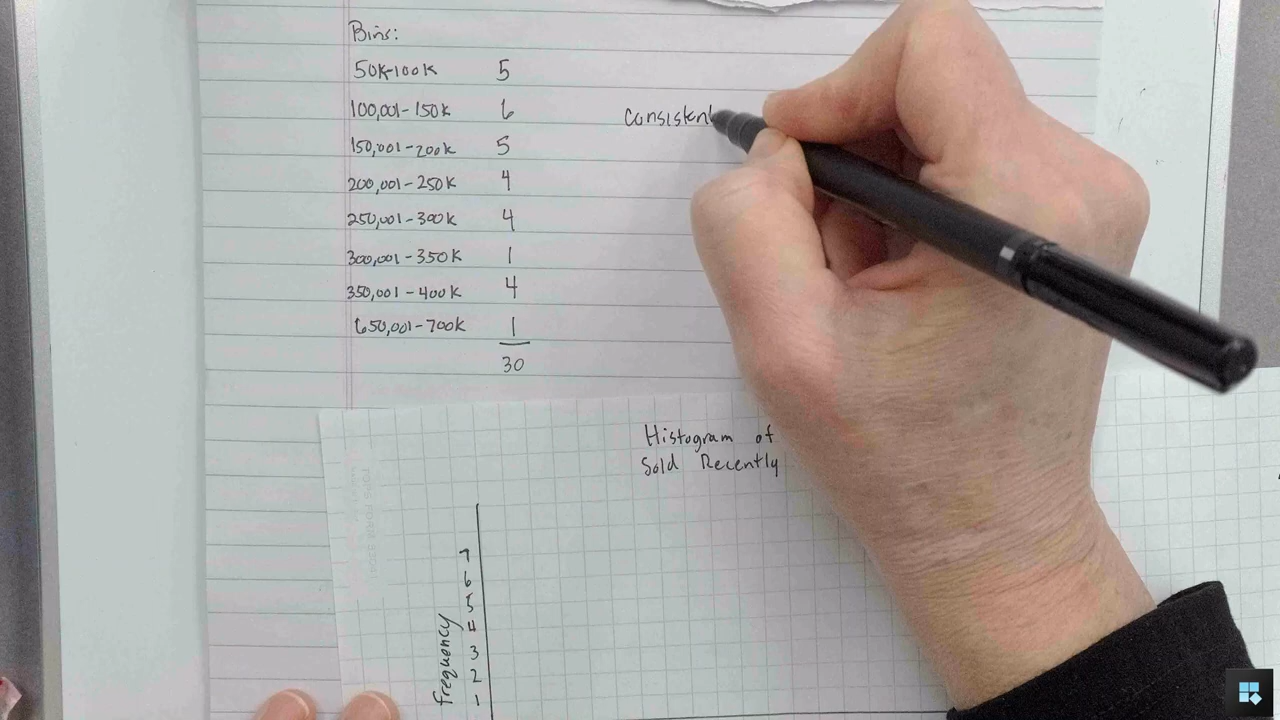 Bins:
50K-100K 5
100,001-150K 6
150,001-200K 5
200,001-250K 4
250,001-300K 4
300,001-350K 1
350,001-400K 4
650,001-700K 1
30
Consistent
Histogram of
Sold Recently
frequency
7
6
5
4
3
2
1